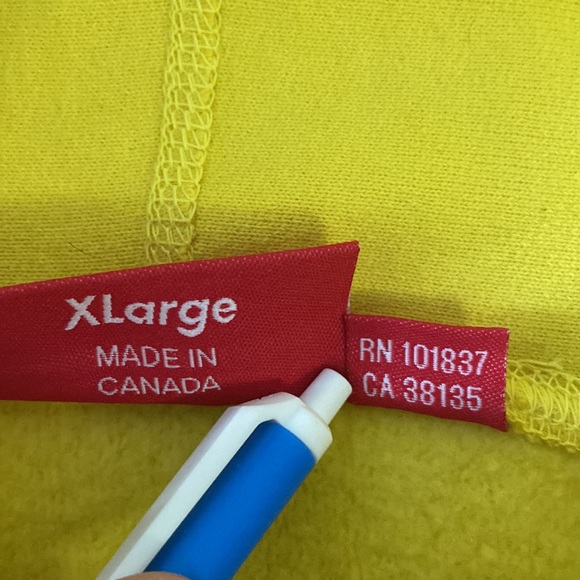 XLarge
MADE IN
CANADA
RN 101837
CA 38135